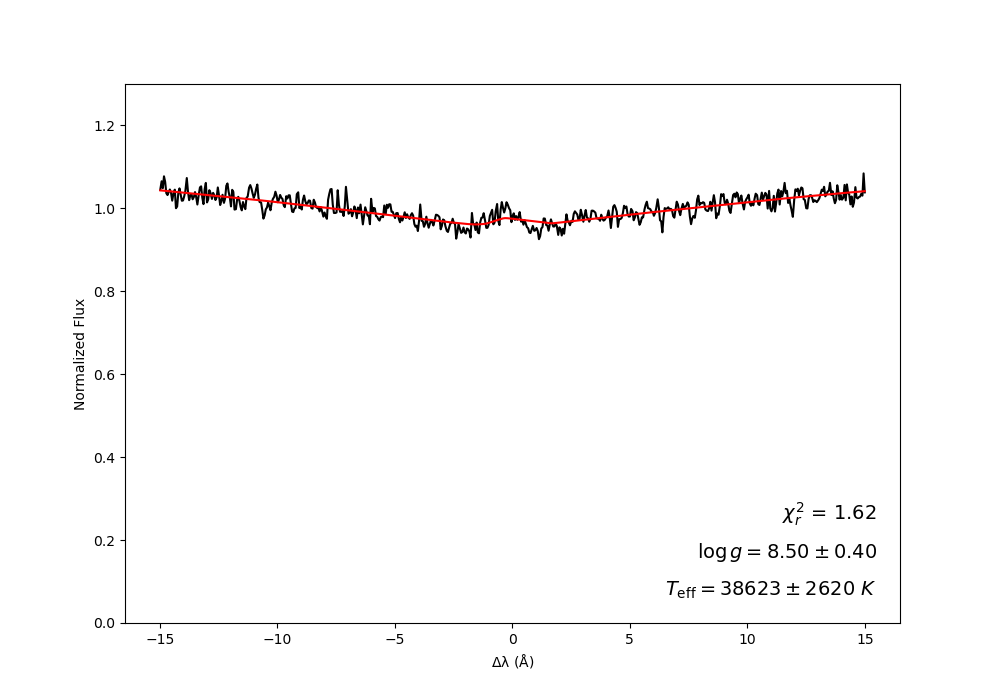 1.2
1.0
0.8
0.6
0.4
0.2
0.0
Normalized Flux
χ²ᵣ = 1.62
log g = 8.50 ± 0.40
T_eff = 38623 ± 2620 K
−15 −10 −5 0 5 10 15
Δλ (Å)